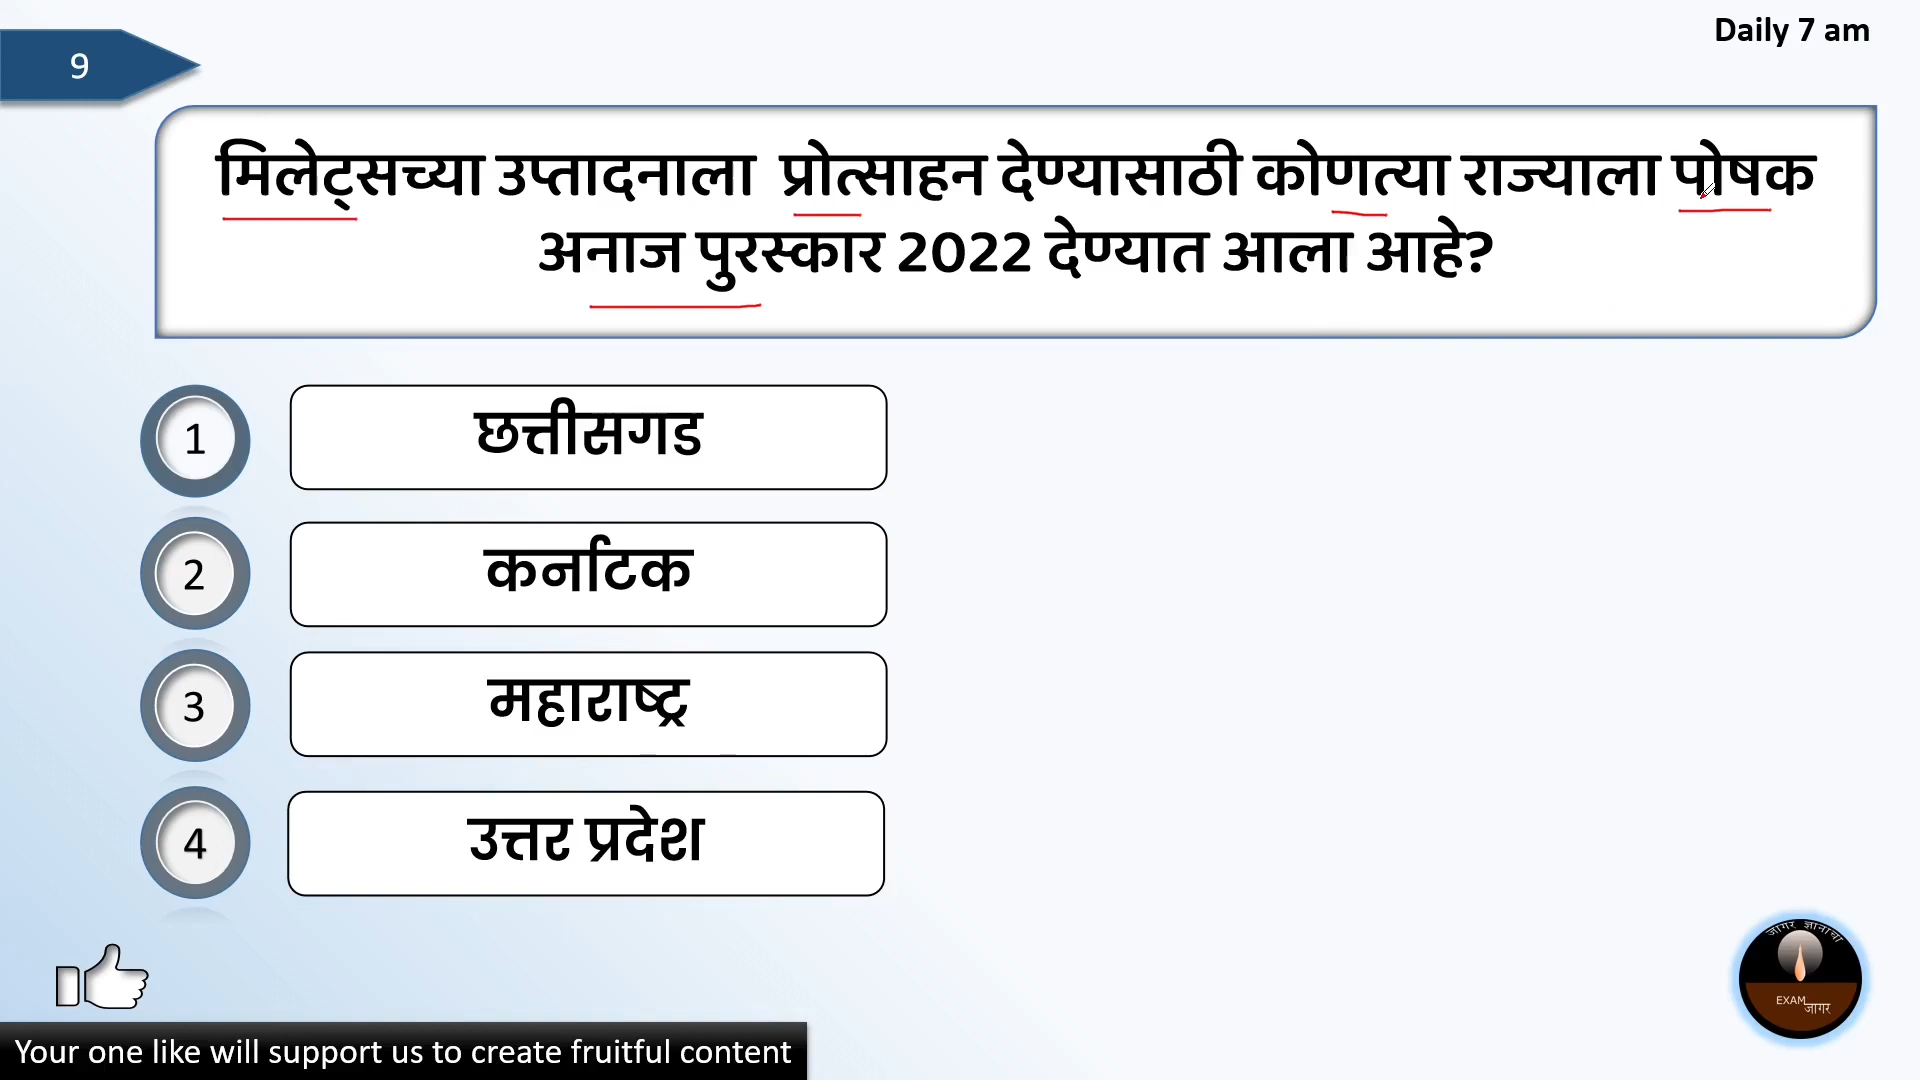 Daily 7 am
9
मिलेट्सच्या उप्तादनाला प्रोत्साहन देण्यासाठी कोणत्या राज्याला पोषक
अनाज पुरस्कार 2022 देण्यात आला आहे?
1
छत्तीसगड
2
कर्नाटक
3
महाराष्ट्र
4
उत्तर प्रदेश
जागर ज्ञानाचा
EXAM जागर
Your one like will support us to create fruitful content